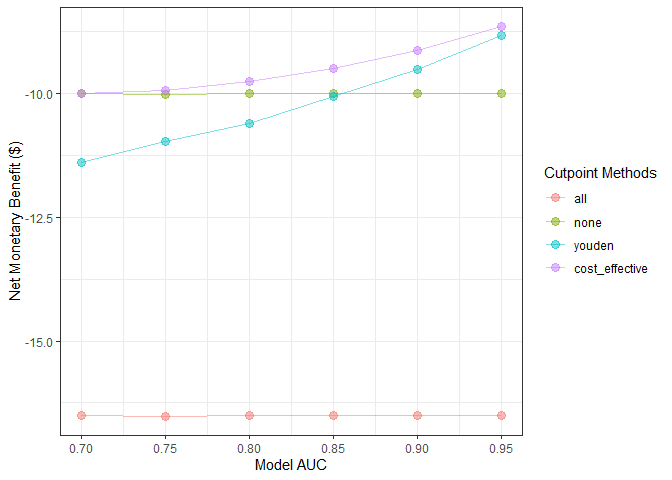 Net Monetary Benefit ($)
-10.0
-12.5
-15.0
0.70 0.75 0.80 0.85 0.90 0.95
Model AUC
Cutpoint Methods
all
none
youden
cost_effective